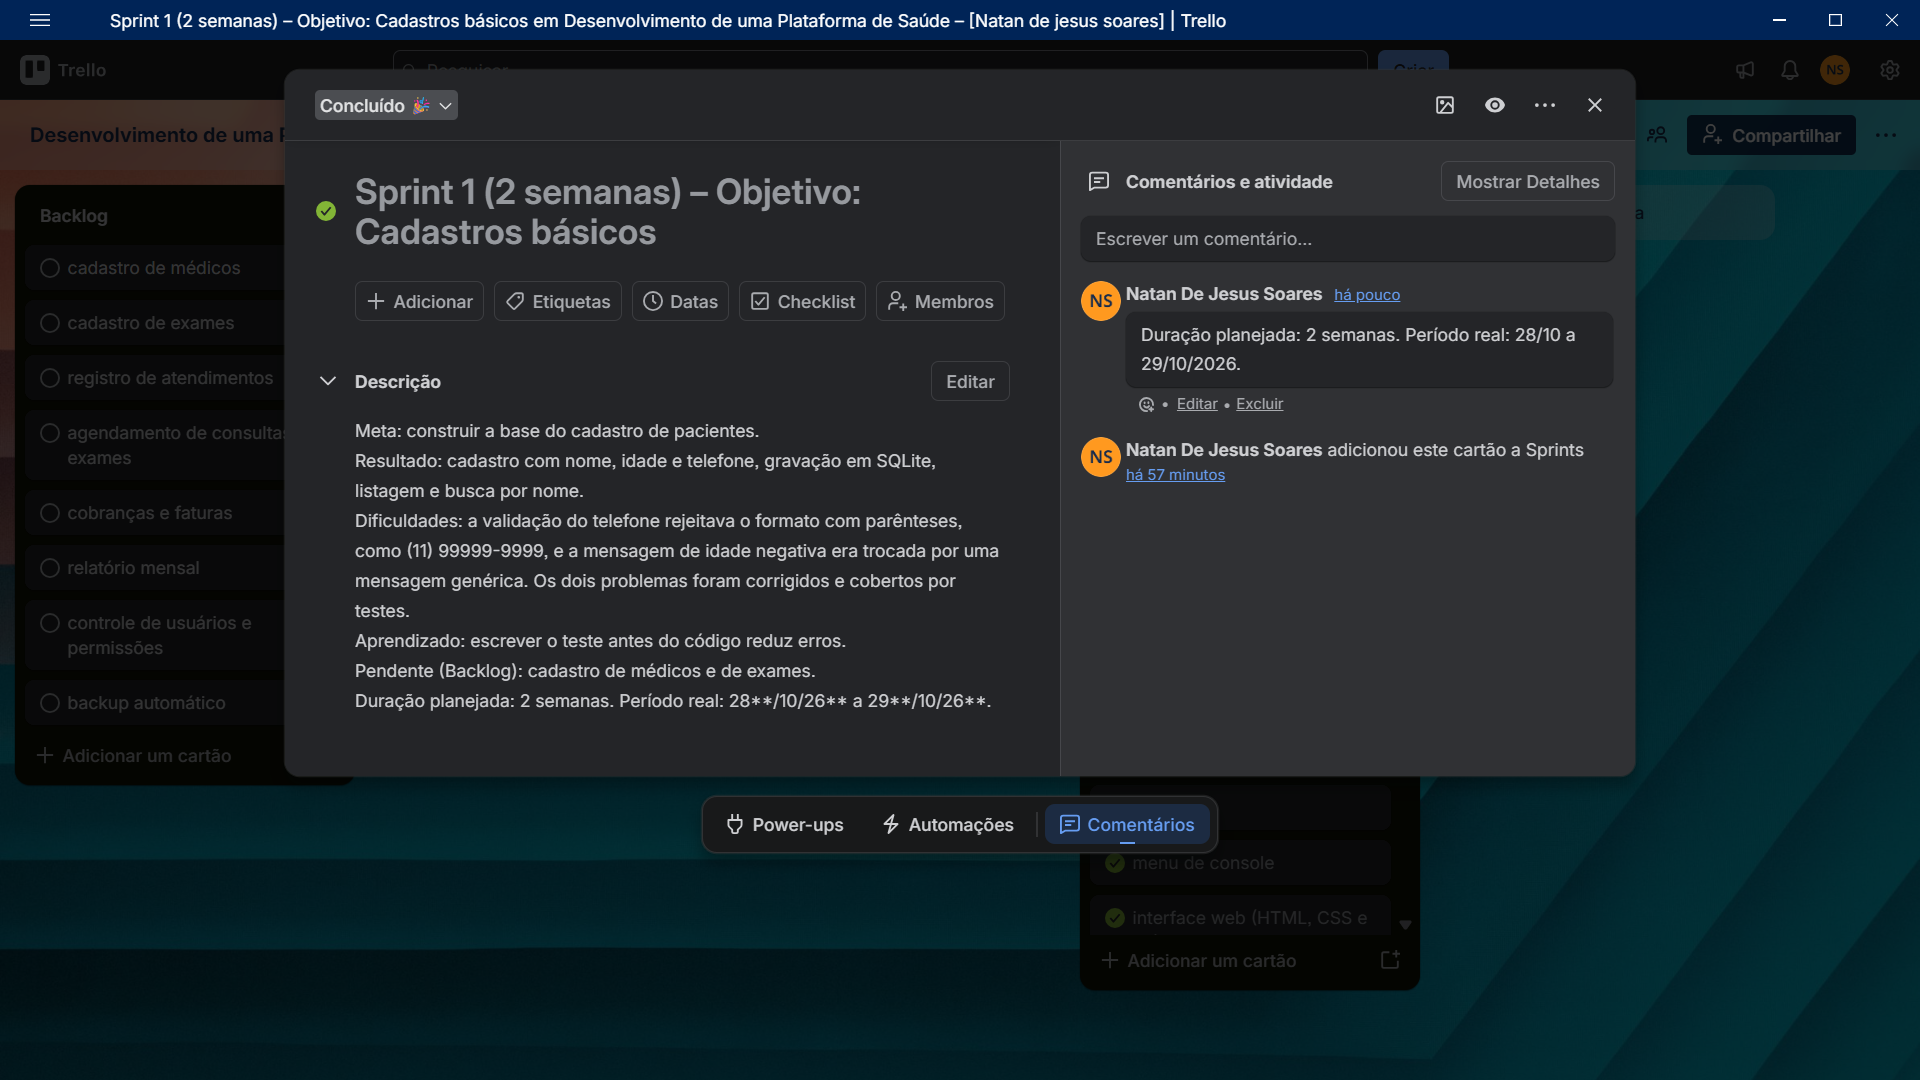 Sprint 1 (2 semanas) – Objetivo: Cadastros básicos em Desenvolvimento de uma Plataforma de Saúde – [Natan de jesus soares] | Trello
Trello
Pesquisar
Criar
NS
Desenvolvimento de uma
Compartilhar
Backlog
cadastro de médicos
cadastro de exames
registro de atendimentos
agendamento de consultas
exames
cobranças e faturas
relatório mensal
controle de usuários e
permissões
backup automático
Adicionar um cartão
Concluído 🎉
Sprint 1 (2 semanas) – Objetivo:
Cadastros básicos
Adicionar
Etiquetas
Datas
Checklist
Membros
Descrição
Editar
Meta: construir a base do cadastro de pacientes.
Resultado: cadastro com nome, idade e telefone, gravação em SQLite,
listagem e busca por nome.
Dificuldades: a validação do telefone rejeitava o formato com parênteses,
como (11) 99999-9999, e a mensagem de idade negativa era trocada por uma
mensagem genérica. Os dois problemas foram corrigidos e cobertos por
testes.
Aprendizado: escrever o teste antes do código reduz erros.
Pendente (Backlog): cadastro de médicos e de exames.
Duração planejada: 2 semanas. Período real: 28**/10/26** a 29**/10/26**.
Comentários e atividade
Mostrar Detalhes
Escrever um comentário...
NS
Natan De Jesus Soares há pouco
Duração planejada: 2 semanas. Período real: 28/10 a
29/10/2026.
• Editar • Excluir
NS
Natan De Jesus Soares adicionou este cartão a Sprints
há 57 minutos
Power-ups
Automações
Comentários
menu de console
interface web (HTML, CSS e
Adicionar um cartão